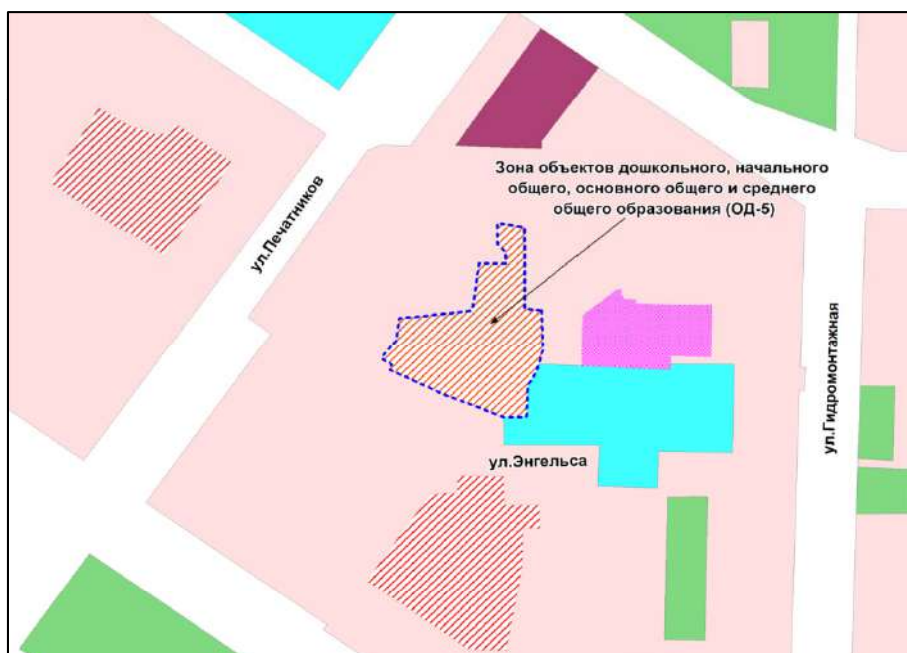 Зона объектов дошкольного, начального
общего, основного общего и среднего
общего образования (ОД-5)
ул.Печатников
ул.Гидромонтажная
ул.Энгельса